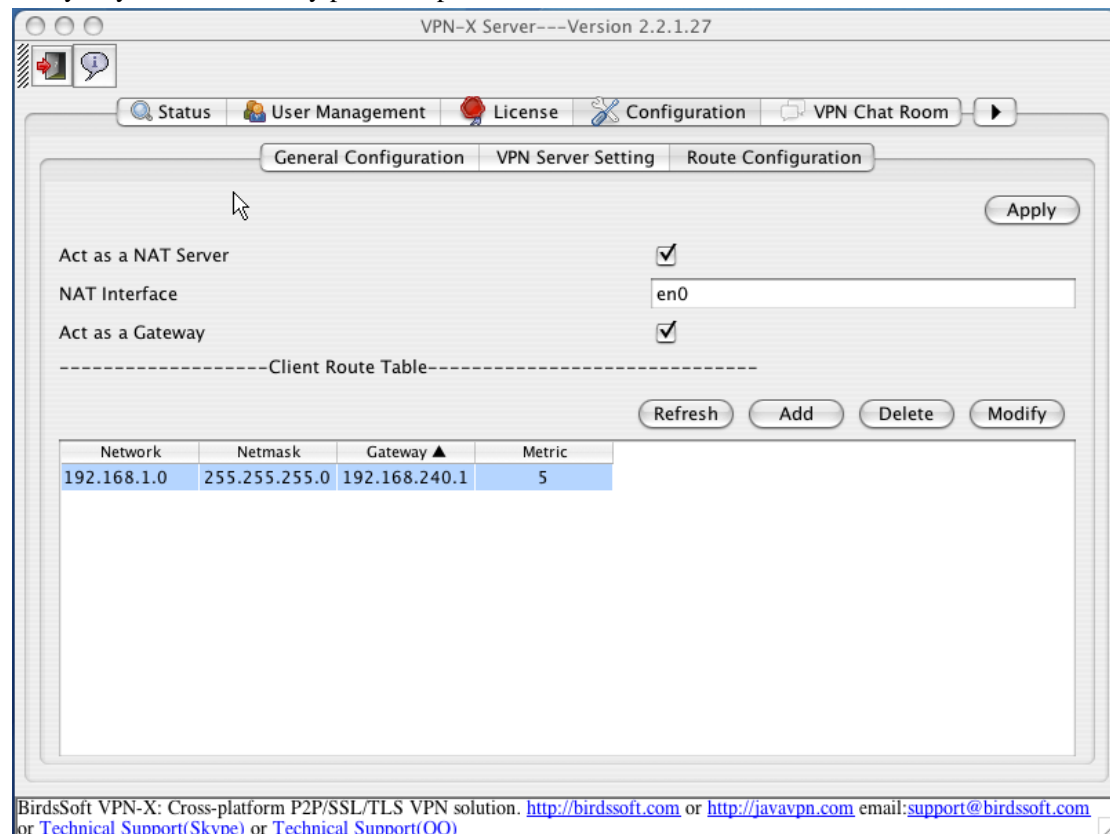 VPN-X Server---Version 2.2.1.27
Status User Management License Configuration VPN Chat Room
General Configuration VPN Server Setting Route Configuration
Apply
Act as a NAT Server
NAT Interface en0
Act as a Gateway
-------------------Client Route Table------------------------------
Refresh Add Delete Modify
Network Netmask Gateway ▲ Metric
192.168.1.0 255.255.255.0 192.168.240.1 5
BirdsSoft VPN-X: Cross-platform P2P/SSL/TLS VPN solution. http://birdssoft.com or http://javavpn.com email:support@birdssoft.com
or Technical Support(Skype) or Technical Support(QQ)